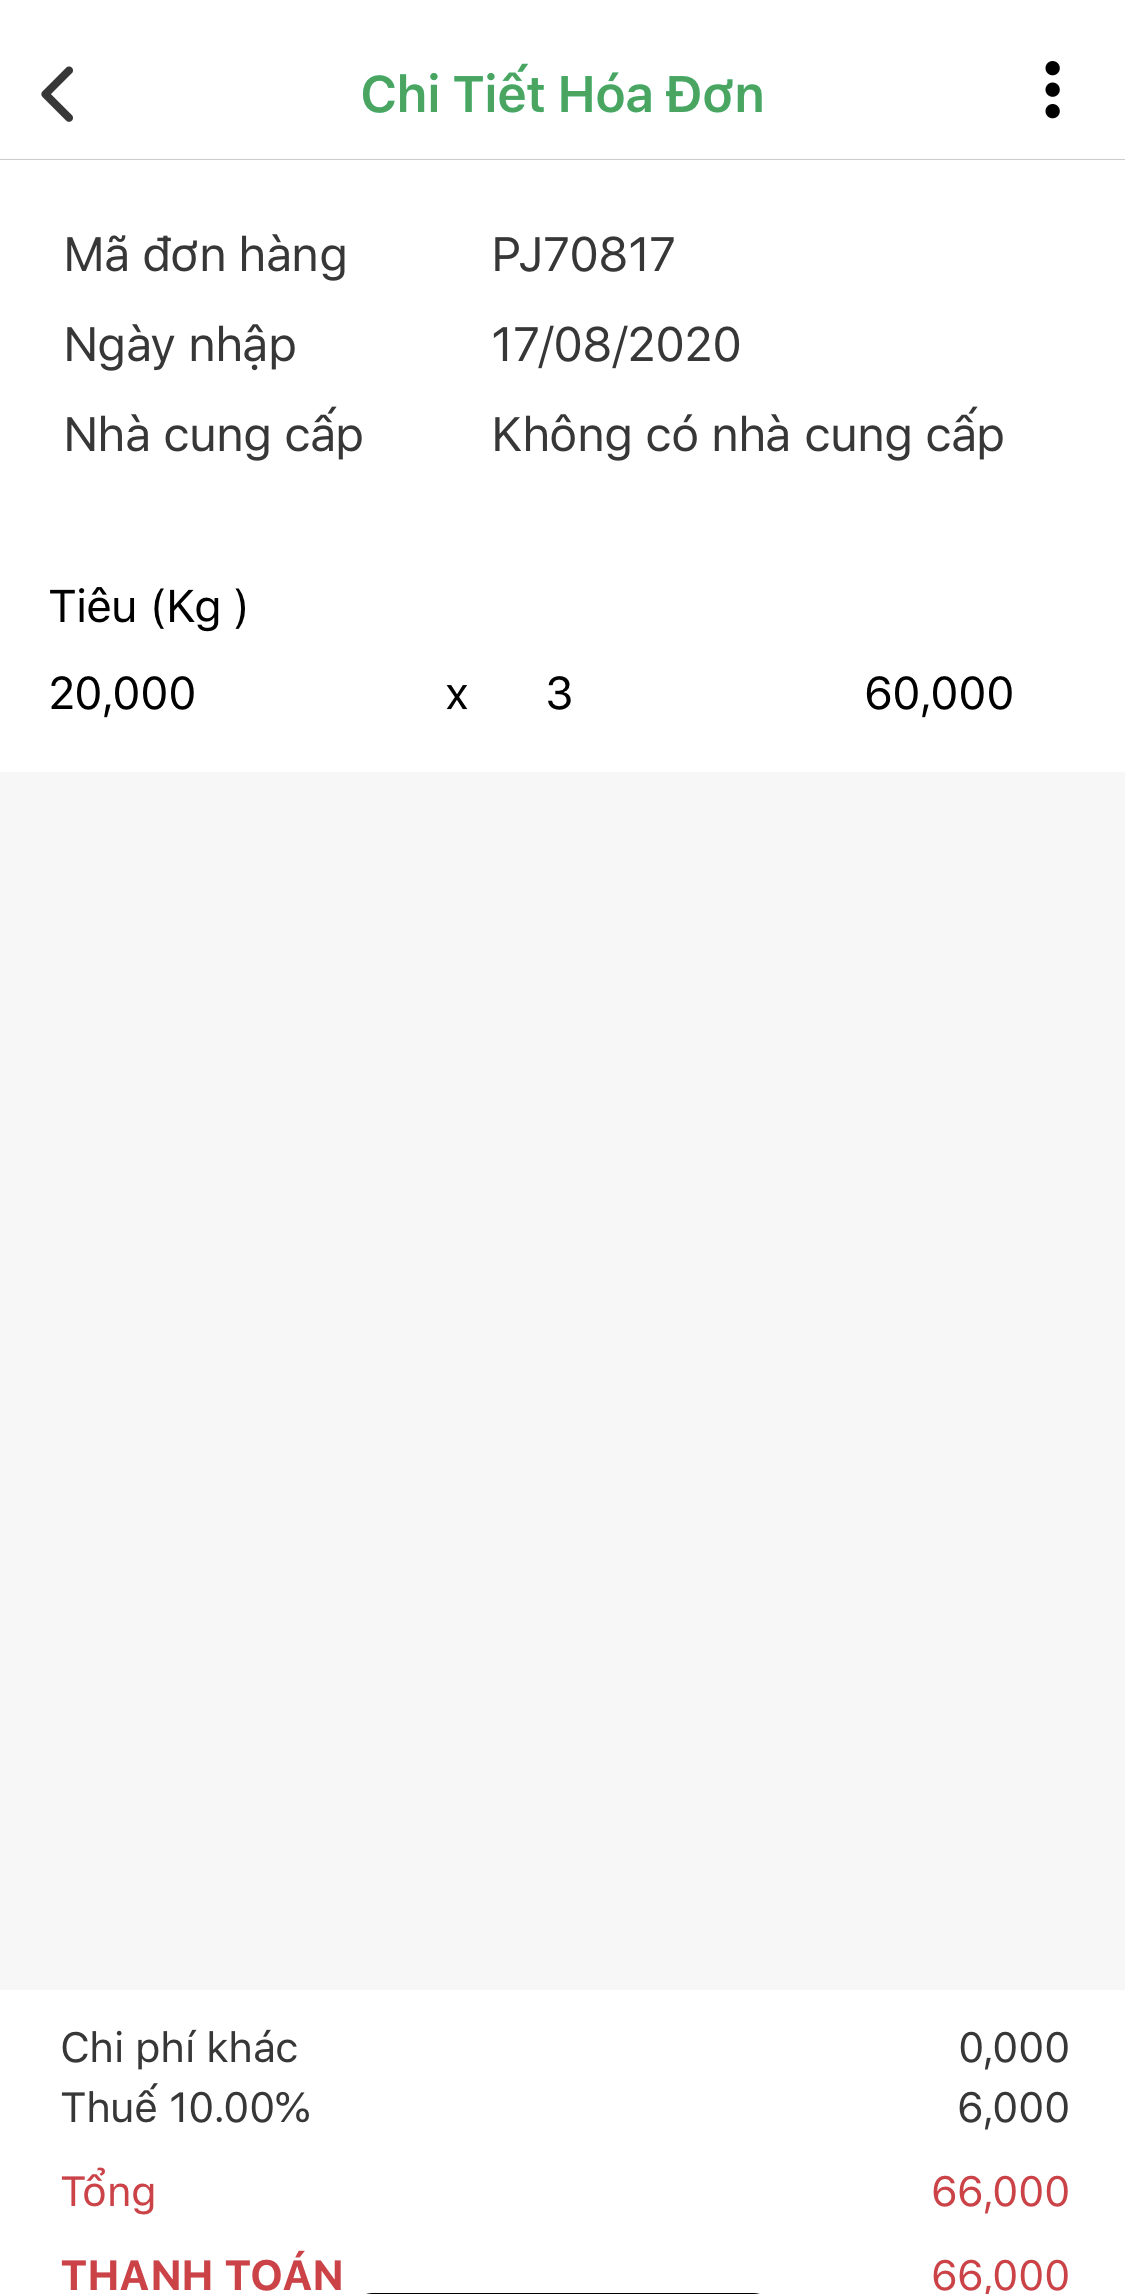 Chi Tiết Hóa Đơn
Mã đơn hàng PJ70817
Ngày nhập 17/08/2020
Nhà cung cấp Không có nhà cung cấp
Tiêu (Kg )
20,000 x 3 60,000
Chi phí khác 0,000
Thuế 10.00% 6,000
Tổng 66,000
THANH TOÁN 66,000